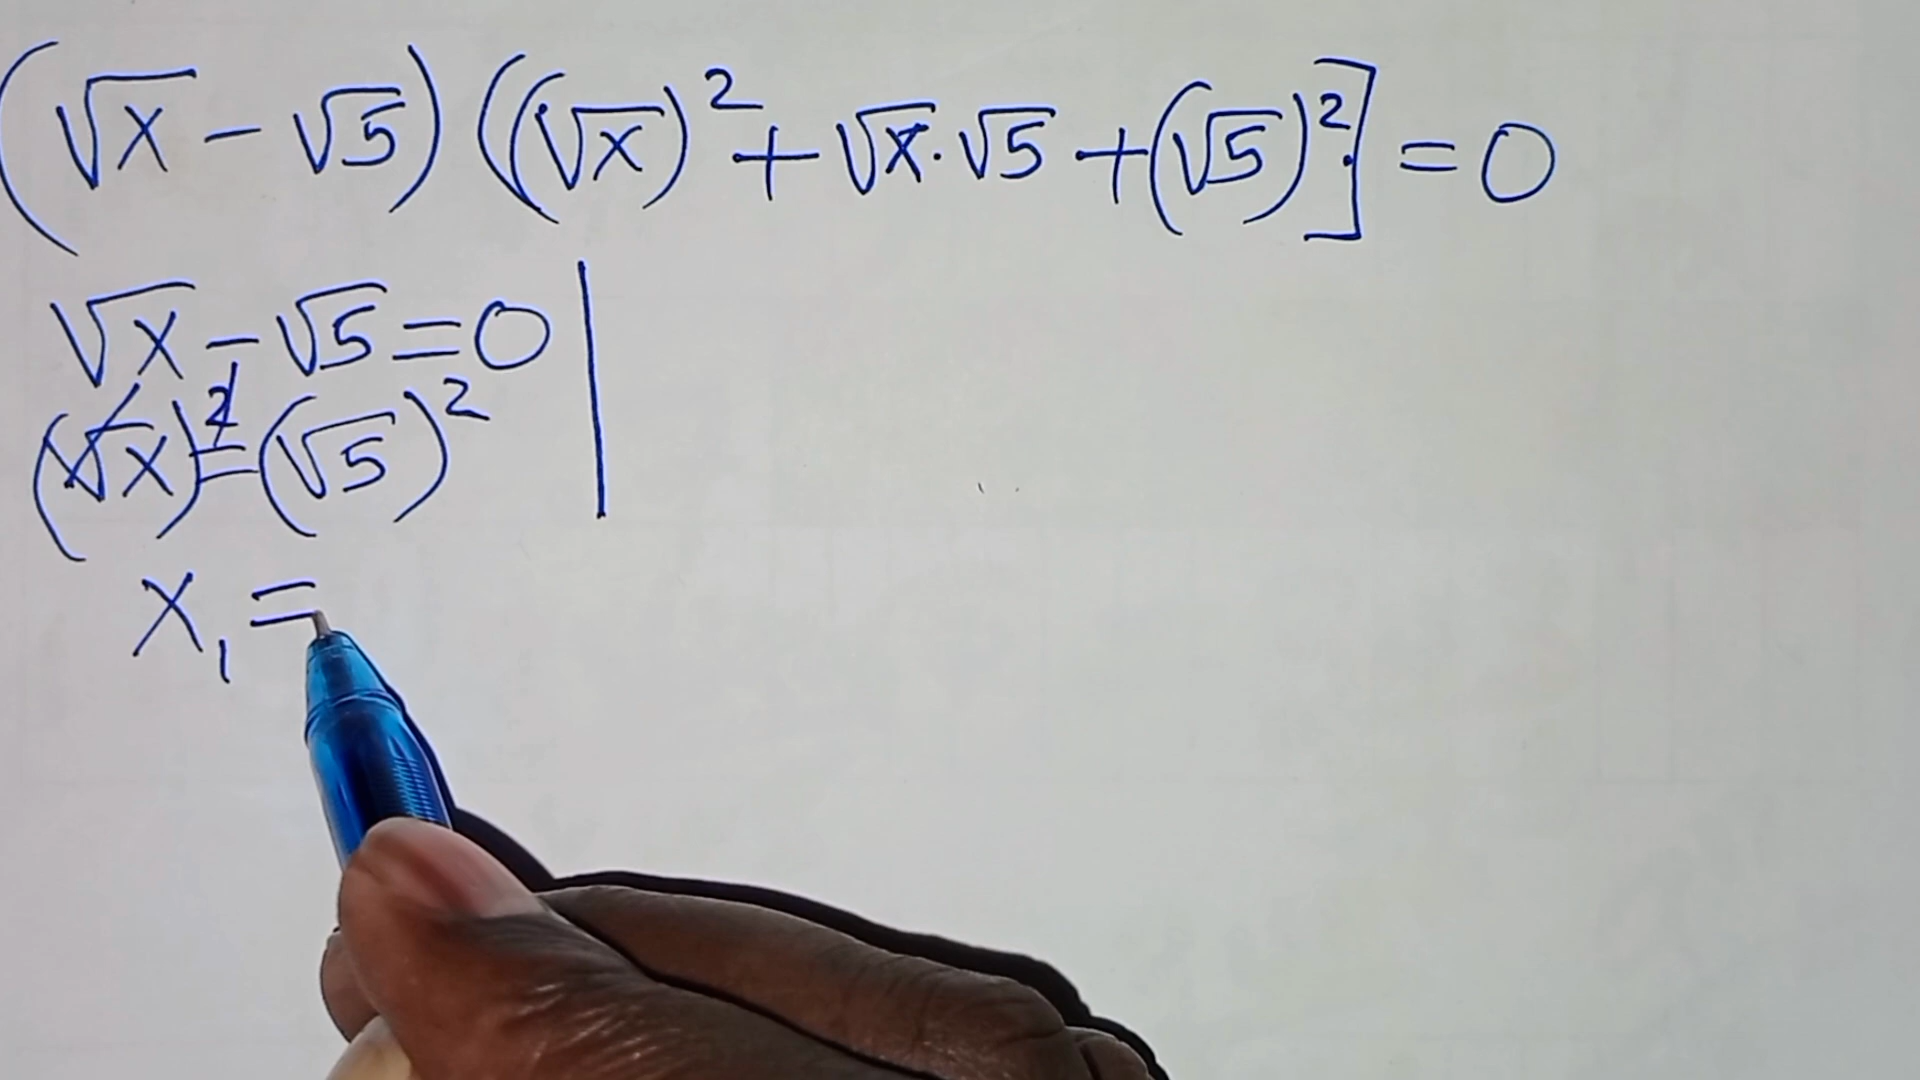 (√x - √5) ((√x)² + √x · √5 + (√5)²] = 0
√x - √5 = 0
(√x)² = (√5)²
x₁ =